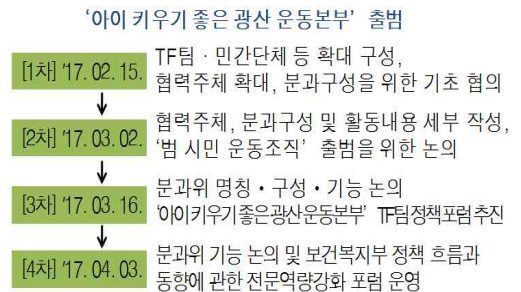 ‘아이 키우기 좋은 광산 운동본부’ 출범
[1차] ‘17. 02. 15.
TF팀‧민간단체 등 확대 구성,
협력주체 확대, 분과구성을 위한 기초 협의
[2차] ‘17. 03. 02.
협력주체, 분과구성 및 활동내용 세부 작성,
‘범 시민 운동조직’ 출범을 위한 논의
[3차] ‘17. 03. 16.
분과위 명칭・구성・기능 논의
‘아이키우기좋은광산운동본부’ TF팀정책포럼추진
[4차] ‘17. 04. 03.
분과위 기능 논의 및 보건복지부 정책 흐름과
동향에 관한 전문역량강화 포럼 운영